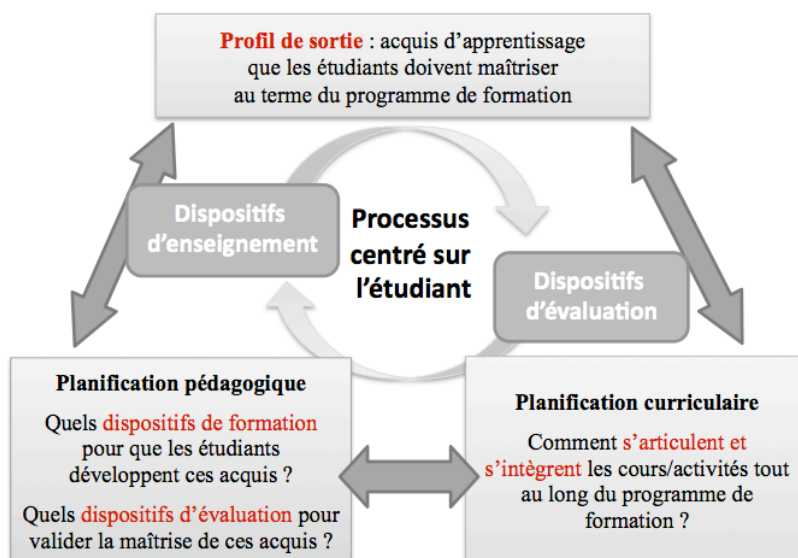 Profil de sortie : acquis d’apprentissage
que les étudiants doivent maîtriser
au terme du programme de formation
Dispositifs
d’enseignement
Processus
centré sur
l’étudiant
Dispositifs
d’évaluation
Planification pédagogique
Quels dispositifs de formation
pour que les étudiants
développent ces acquis ?
Quels dispositifs d’évaluation pour
valider la maîtrise de ces acquis ?
Planification curriculaire
Comment s’articulent et
s’intègrent les cours/activités tout
au long du programme de
formation ?